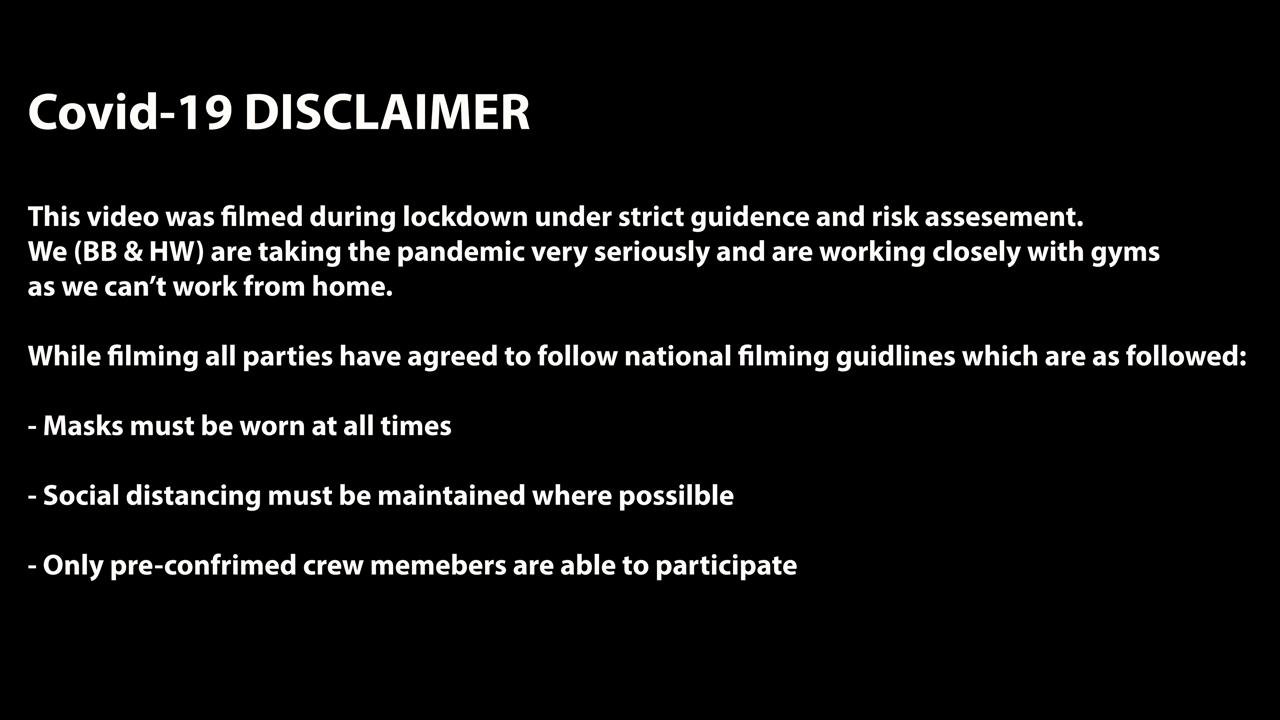 Covid-19 DISCLAIMER
This video was filmed during lockdown under strict guidence and risk assesement.
We (BB & HW) are taking the pandemic very seriously and are working closely with gyms
as we can’t work from home.
While filming all parties have agreed to follow national filming guidlines which are as followed:
- Masks must be worn at all times
- Social distancing must be maintained where possilble
- Only pre-confrimed crew memebers are able to participate